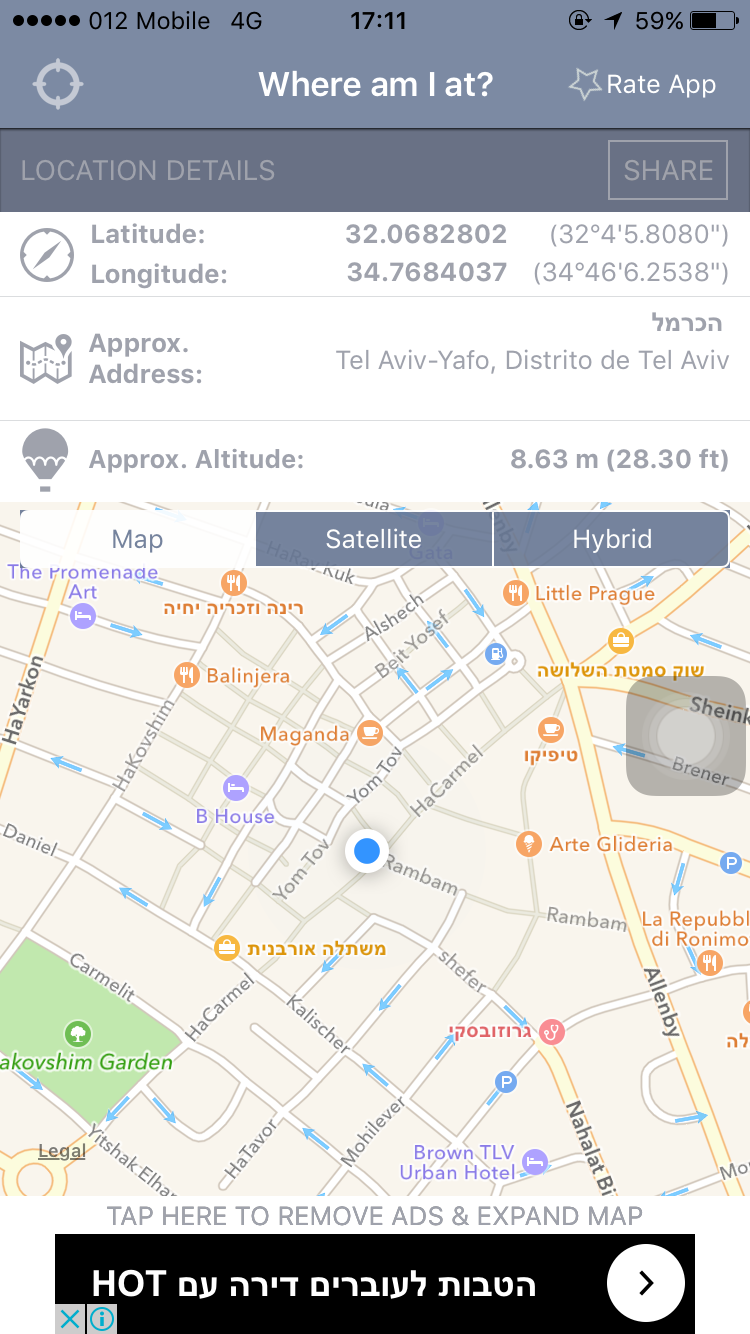 012 Mobile 4G 17:11 59%
Where am I at?
Rate App
LOCATION DETAILS
SHARE
Latitude: 32.0682802 (32°4'5.8080")
Longitude: 34.7684037 (34°46'6.2538")
Approx.
Address:
הכרמל
Tel Aviv-Yafo, Distrito de Tel Aviv
Approx. Altitude: 8.63 m (28.30 ft)
Map
Satellite
Hybrid
Allenby
HaRav Kuk
Gata
The Promenade
Art
רינה וזכריה יחיה
Little Prague
Alshech
Beit Yosef
שוק סמטת השלושה
Balinjera
HaYarkon
HaKovshim
Maganda
Yom Tov
HaCarmel
טיפיקו
Sheink
Brener
B House
Daniel
Yom Tov
Rambam
Arte Glideria
P
Rambam
La Repubbl
di Ronimo
משתלה אורבנית
Carmelit
HaCarmel
shefer
Kalischer
Allenby
גרוזובסקי
לה
akovshim Garden
P
Legal
Yitshak Elhan
HaTavor
Mohilever
Brown TLV
Urban Hotel
Nahalat Bi
Mo
TAP HERE TO REMOVE ADS & EXPAND MAP
הטבות לעוברים דירה עם HOT